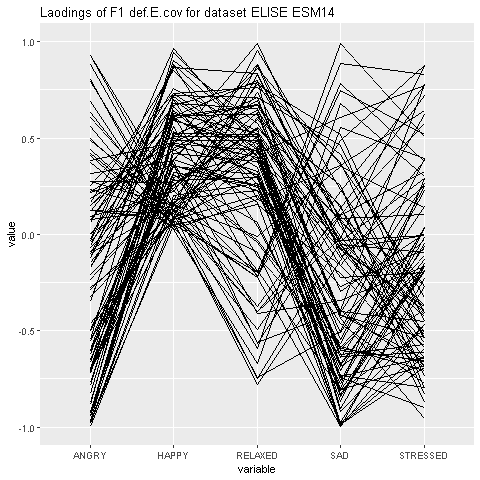 Laodings of F1 def.E.cov for dataset ELISE ESM14
1.0
0.5
0.0
-0.5
-1.0
value
ANGRY HAPPY RELAXED SAD STRESSED
variable